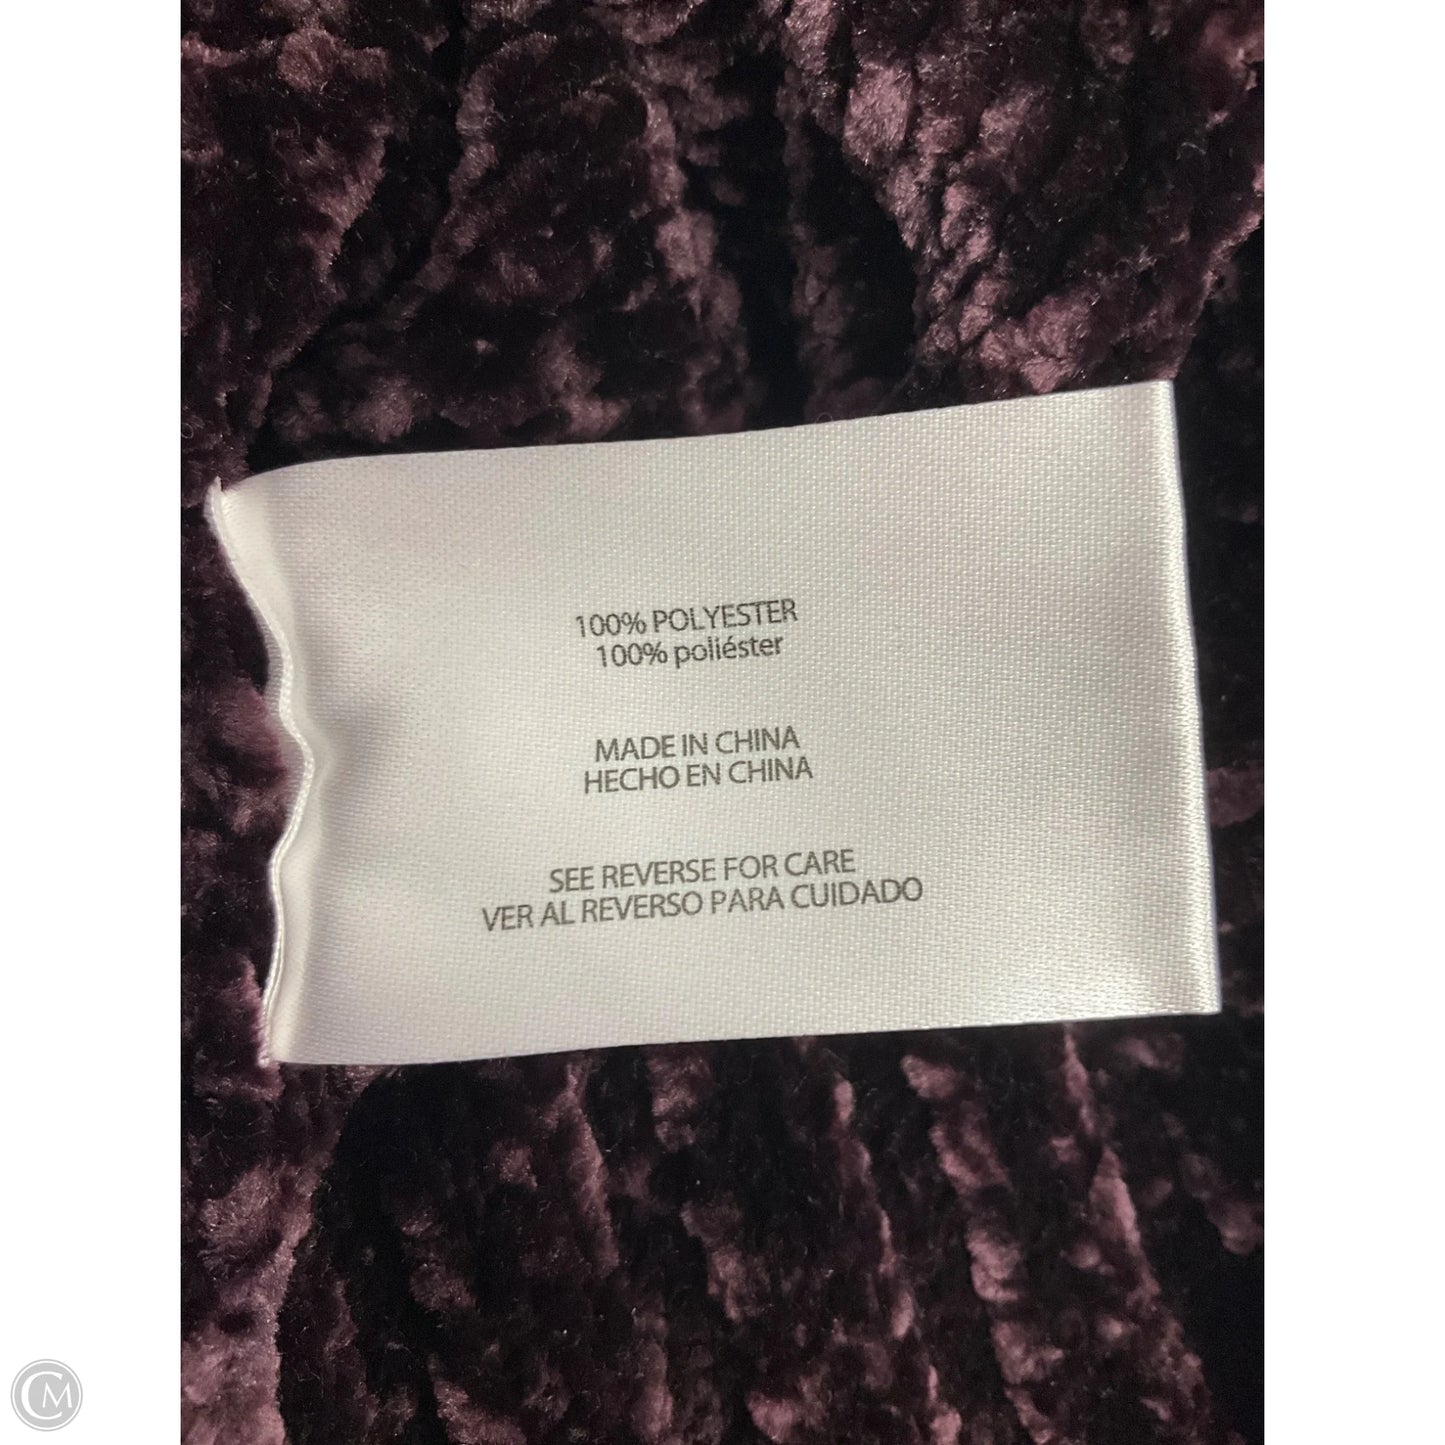 100% POLYESTER
100% poliéster
MADE IN CHINA
HECHO EN CHINA
SEE REVERSE FOR CARE
VER AL REVERSO PARA CUIDADO
CM